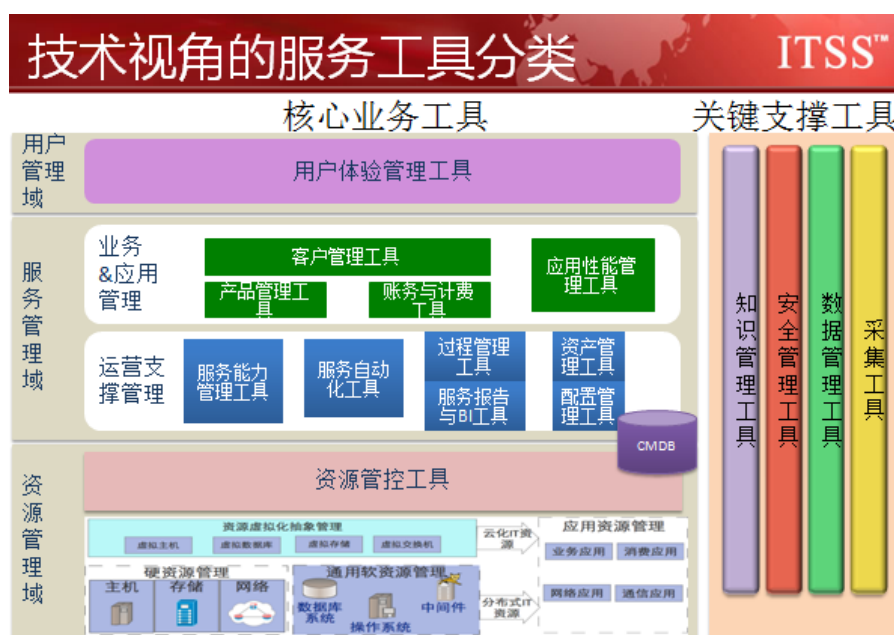 技术视角的服务工具分类
ITSS™
核心业务工具
关键支撑工具
用户
管理
域
用户体验管理工具
服
务
管
理
域
业务
&应用
管理
客户管理工具
产品管理工
具
账务与计费
工具
应用性能管
理工具
运营支
撑管理
服务能力
管理工具
服务自动
化工具
过程管理
工具
服务报告
与BI工具
资产管
理工具
配置管
理工具
CMDB
资
源
管
理
域
资源管控工具
资源虚拟化抽象管理
虚拟主机
虚拟数据库
虚拟存储
虚拟交换机
云化IT资
源
应用资源管理
业务应用
消费应用
网络应用
通信应用
硬资源管理
主机
存储
网络
通用软资源管理
数据库
系统
操作系统
中间件
分布式IT
资源
知识管理工具
安全管理工具
数据管理工具
采集工具